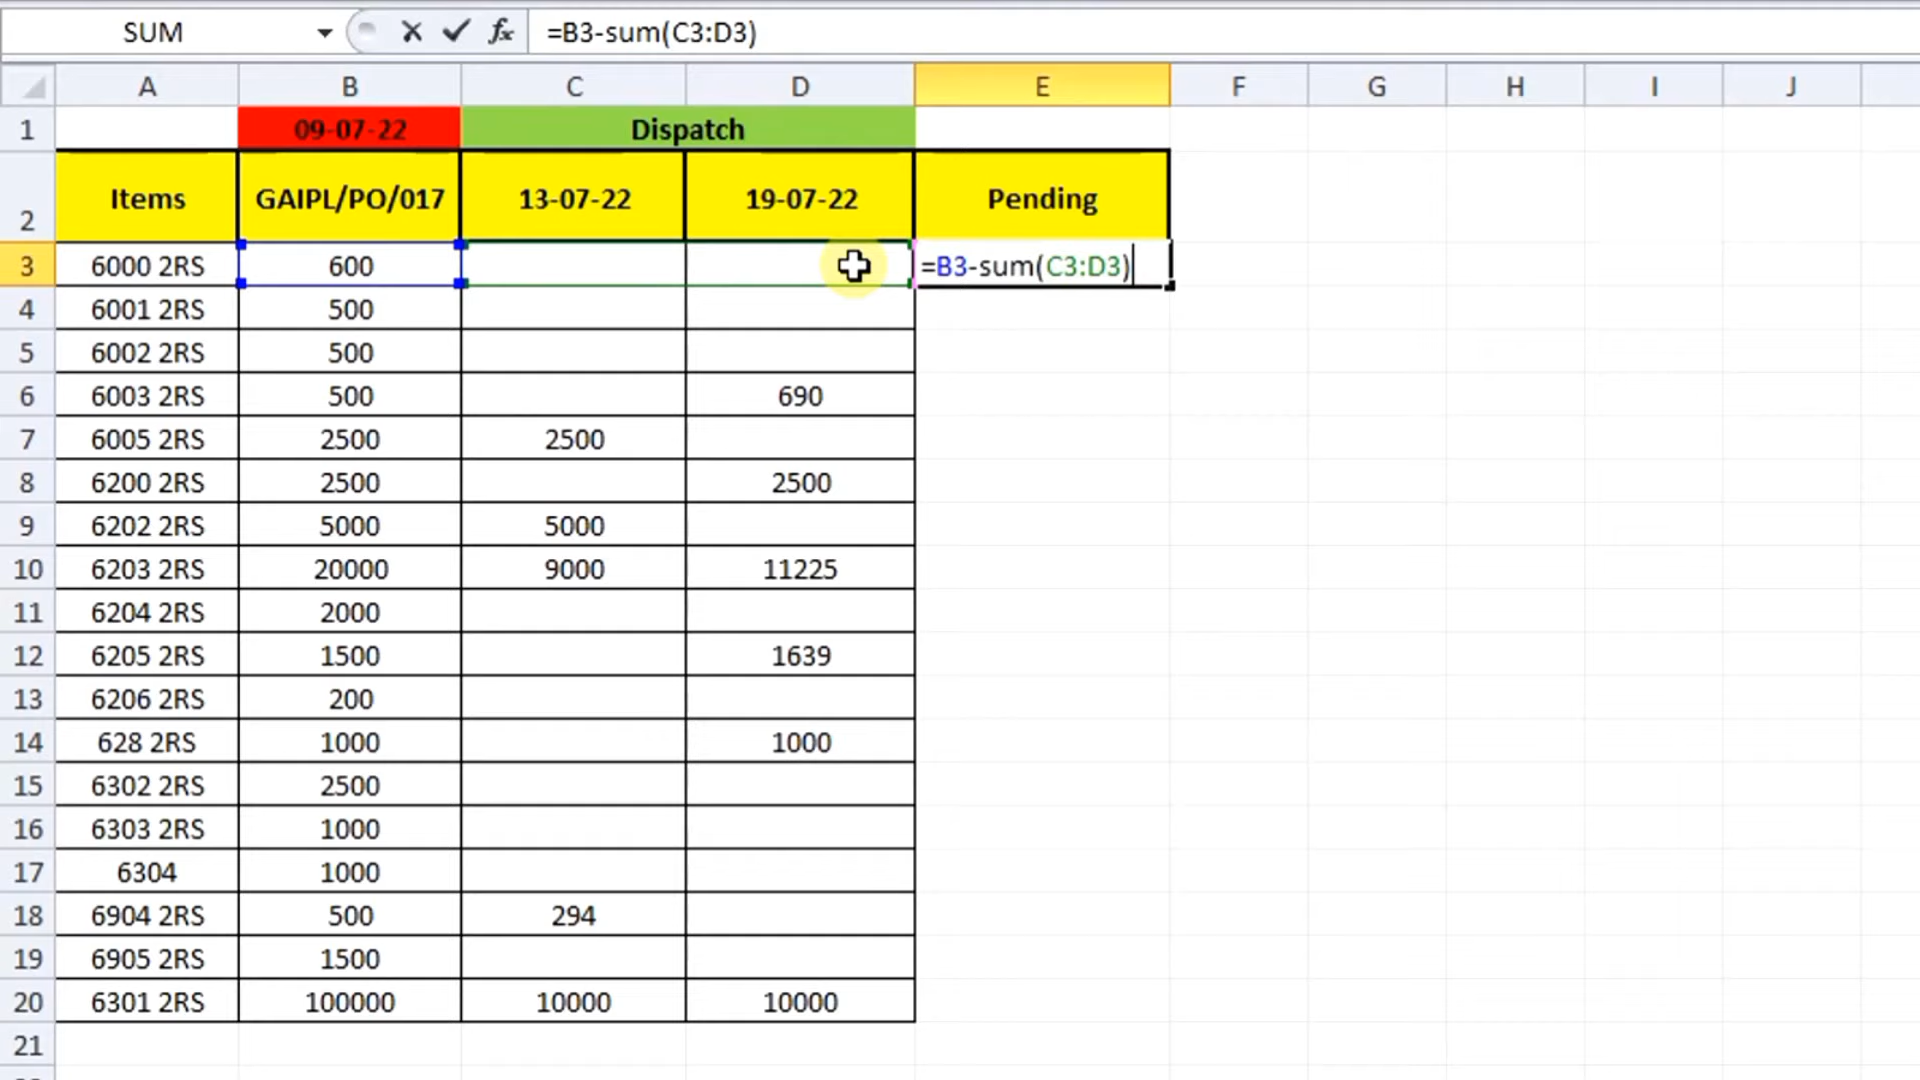 SUM fx =B3-sum(C3:D3)
A B C D E F G H I J
1 09-07-22 Dispatch
2 Items GAIPL/PO/017 13-07-22 19-07-22 Pending
3 6000 2RS 600 =B3-sum(C3:D3)
4 6001 2RS 500
5 6002 2RS 500
6 6003 2RS 500 690
7 6005 2RS 2500 2500
8 6200 2RS 2500 2500
9 6202 2RS 5000 5000
10 6203 2RS 20000 9000 11225
11 6204 2RS 2000
12 6205 2RS 1500 1639
13 6206 2RS 200
14 628 2RS 1000 1000
15 6302 2RS 2500
16 6303 2RS 1000
17 6304 1000
18 6904 2RS 500 294
19 6905 2RS 1500
20 6301 2RS 100000 10000 10000
21